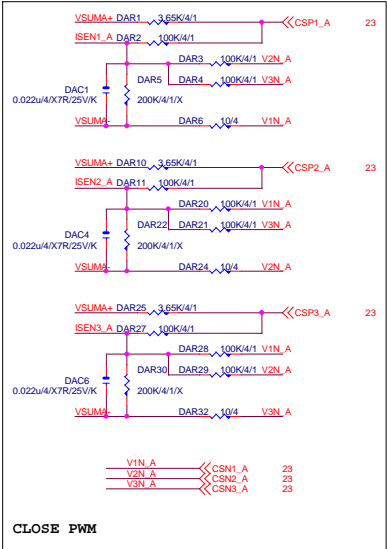 VSUMA+ DAR1 3.65K/4/1 CSP1_A 23
ISEN1_A DAR2 100K/4/1
DAR3 100K/4/1 V2N_A
DAC1 DAR5 DAR4 100K/4/1 V3N_A
0.022u/4/X7R/25V/K 200K/4/1/X
VSUMA- DAR6 10/4 V1N_A
VSUMA+ DAR10 3.65K/4/1 CSP2_A 23
ISEN2_A DAR11 100K/4/1
DAR20 100K/4/1 V1N_A
DAC4 DAR22 DAR21 100K/4/1 V3N_A
0.022u/4/X7R/25V/K 200K/4/1/X
VSUMA- DAR24 10/4 V2N_A
VSUMA+ DAR25 3.65K/4/1 CSP3_A 23
ISEN3_A DAR27 100K/4/1
DAR28 100K/4/1 V1N_A
DAC6 DAR30 DAR29 100K/4/1 V2N_A
0.022u/4/X7R/25V/K 200K/4/1/X
VSUMA- DAR32 10/4 V3N_A
V1N_A CSN1_A 23
V2N_A CSN2_A 23
V3N_A CSN3_A 23
CLOSE PWM